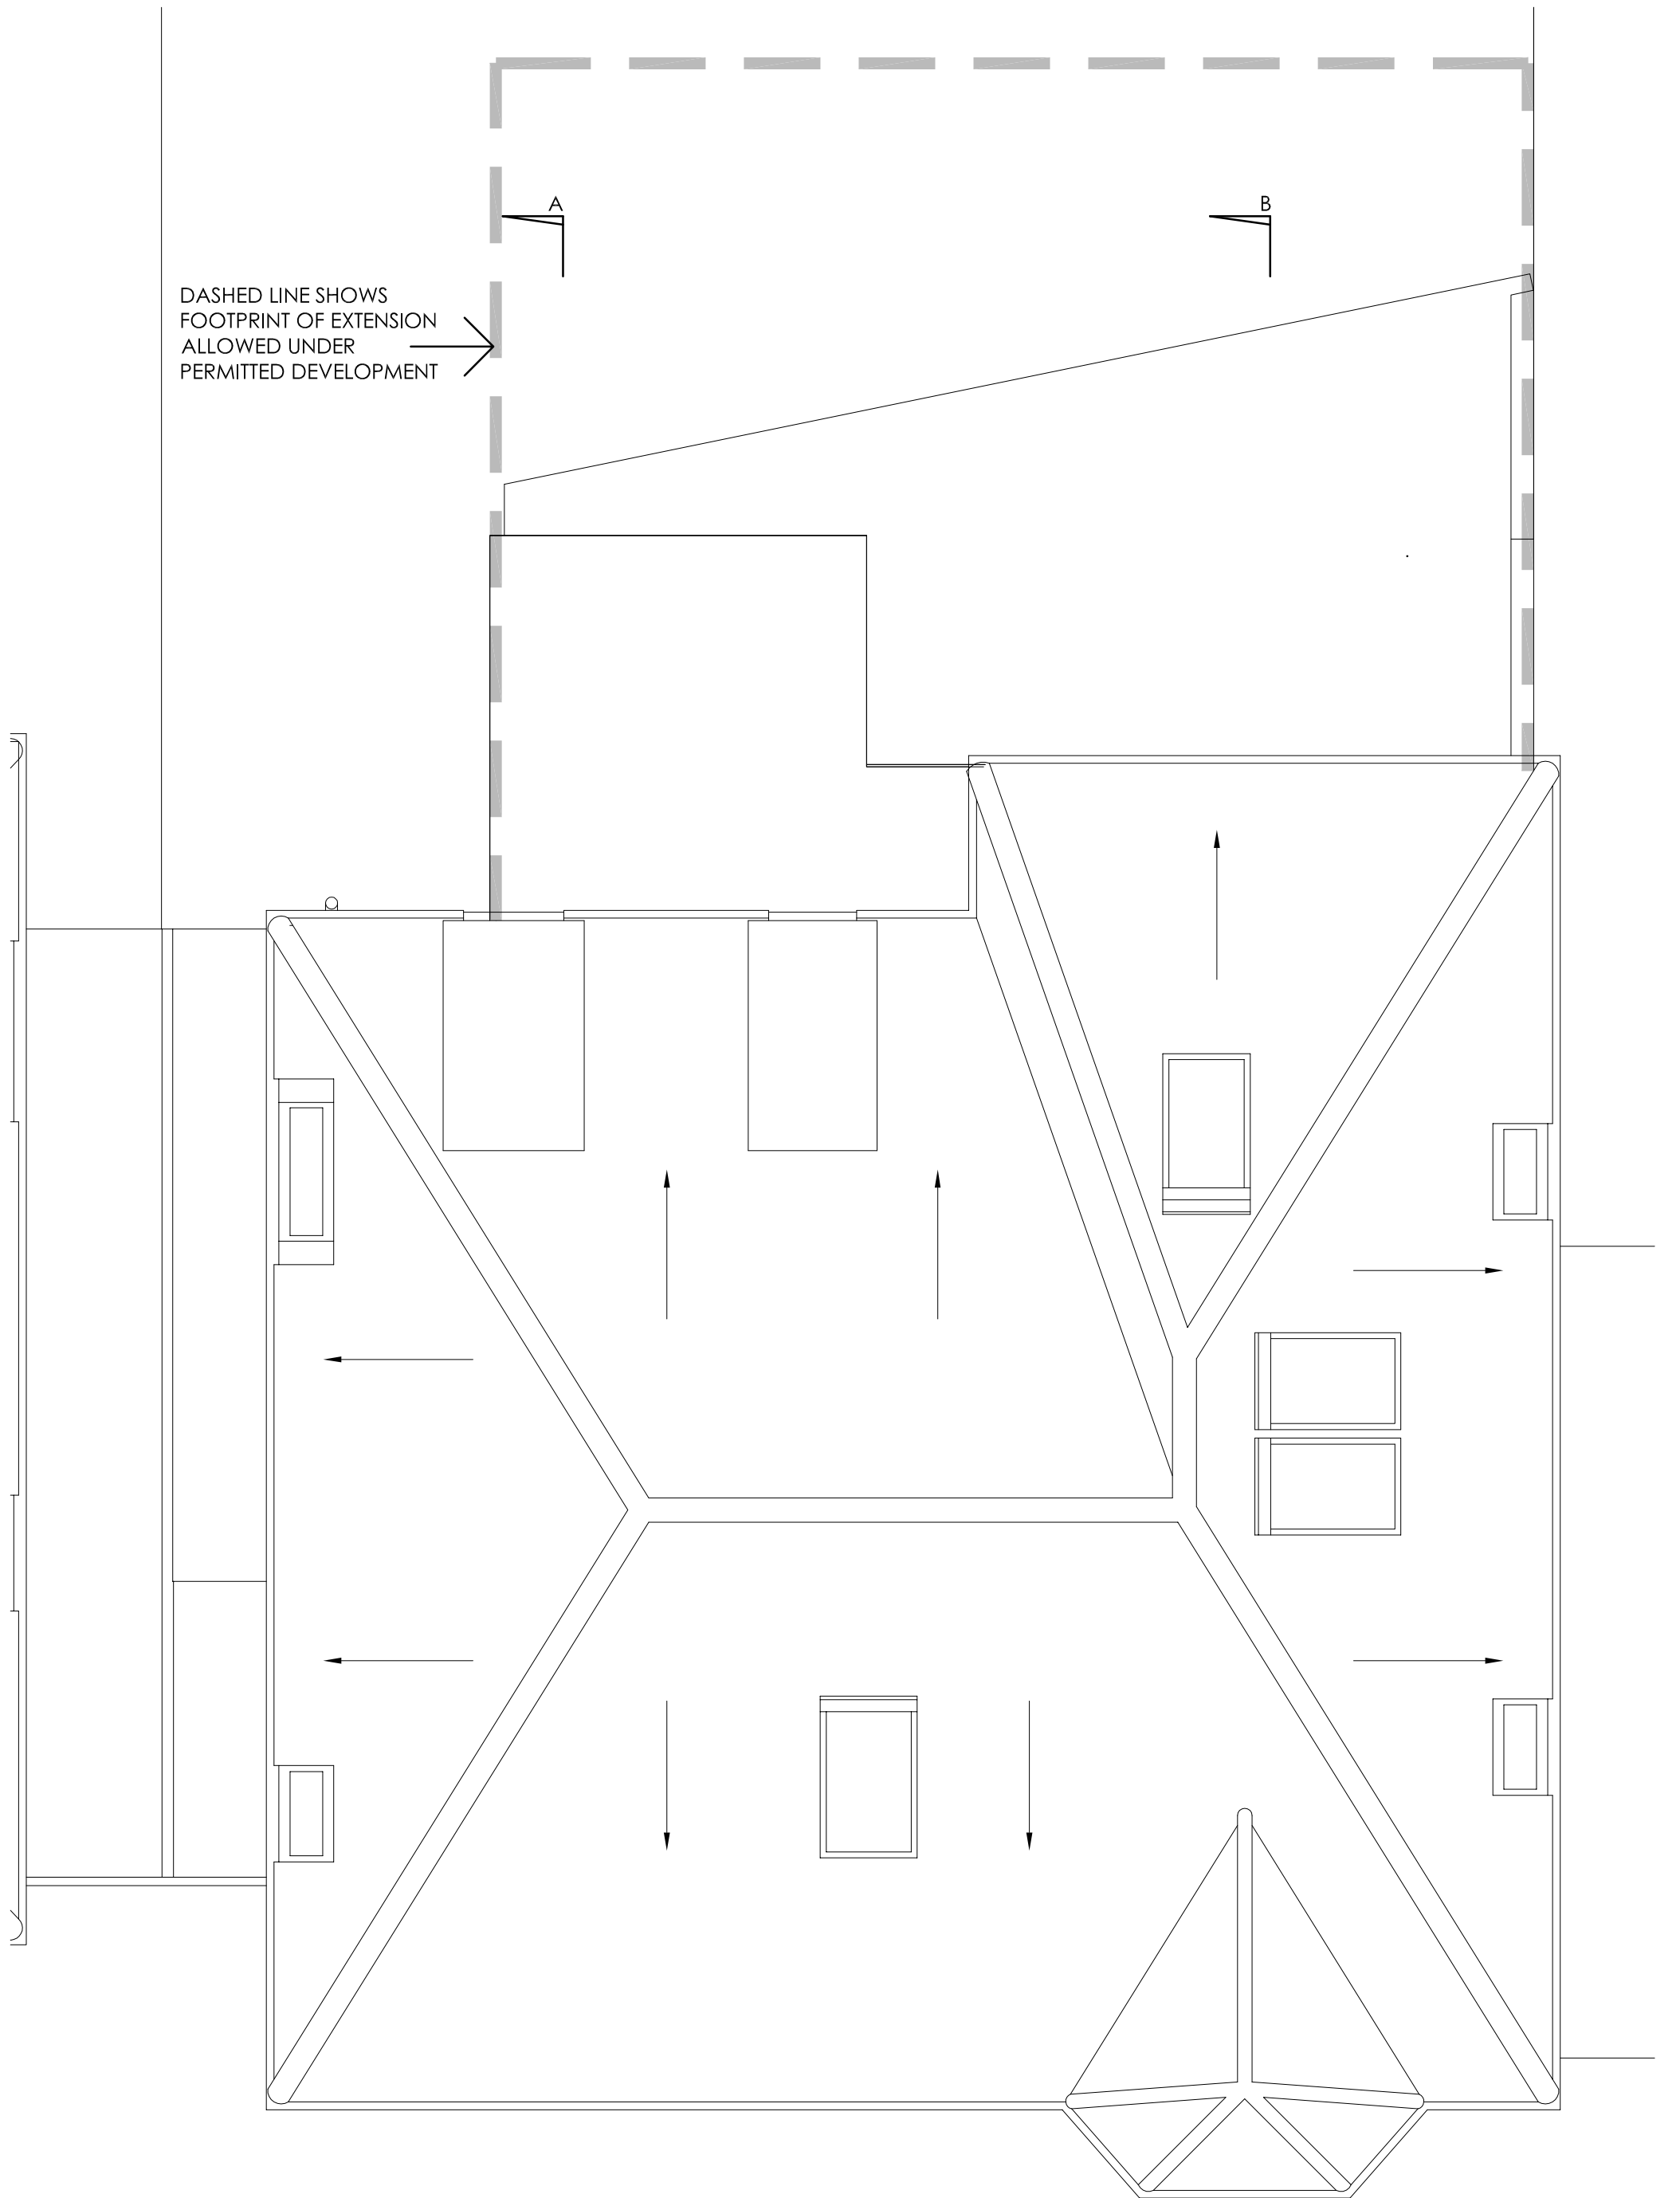 A
B
DASHED LINE SHOWS
FOOTPRINT OF EXTENSION
ALLOWED UNDER
PERMITTED DEVELOPMENT